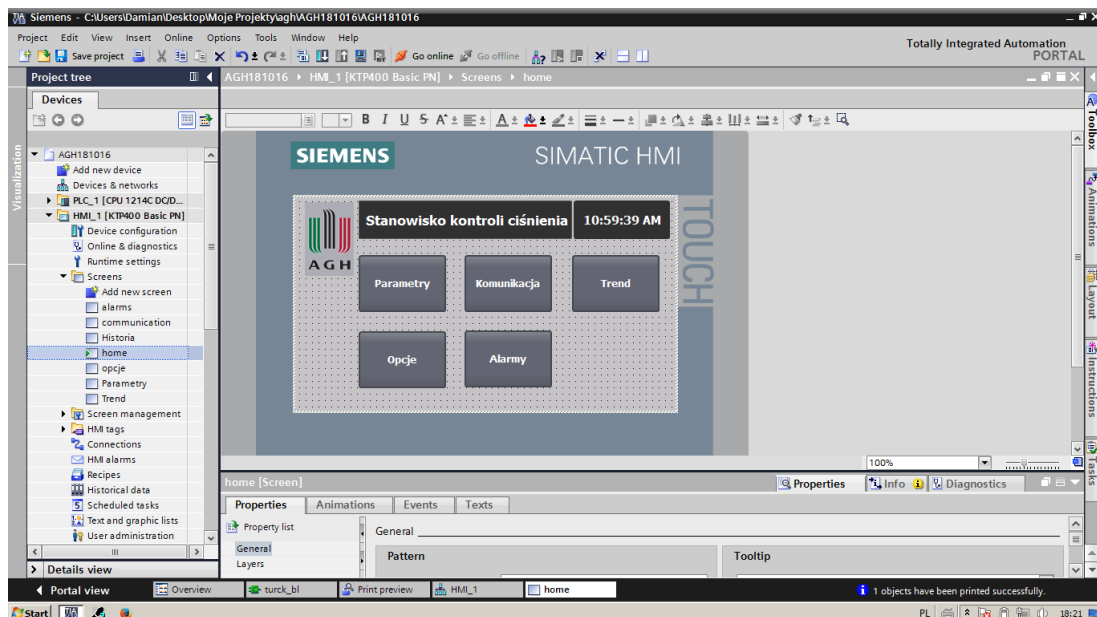 Siemens - C:\Users\Damian\Desktop\Moje Projekty\agh\AGH181016\AGH181016
Project Edit View Insert Online Options Tools Window Help
Totally Integrated Automation
PORTAL
Save project
Go online
Go offline
Project tree
AGH181016 HMI_1 [KTP400 Basic PN] Screens home
Devices
B I U S A
Visualization
AGH181016
Add new device
Devices & networks
PLC_1 [CPU 1214C DC/D...
HMI_1 [KTP400 Basic PN]
Device configuration
Online & diagnostics
Runtime settings
Screens
Add new screen
alarms
communication
Historia
home
opcje
Parametry
Trend
Screen management
HMI tags
Connections
HMI alarms
Recipes
Historical data
Scheduled tasks
Text and graphic lists
User administration
Details view
SIEMENS
SIMATIC HMI
TOUCH
AGH
Stanowisko kontroli ciśnienia
10:59:39 AM
Parametry
Komunikacja
Trend
Opcje
Alarmy
Toolbox
Animations
Layout
Instructions
Tasks
100%
home [Screen]
Properties
Info
Diagnostics
Properties Animations Events Texts
Property list
General
Layers
General
Pattern
Tooltip
Portal view
Overview
turck_bl
Print preview
HMI_1
home
1 objects have been printed successfully.
Start
PL
18:21